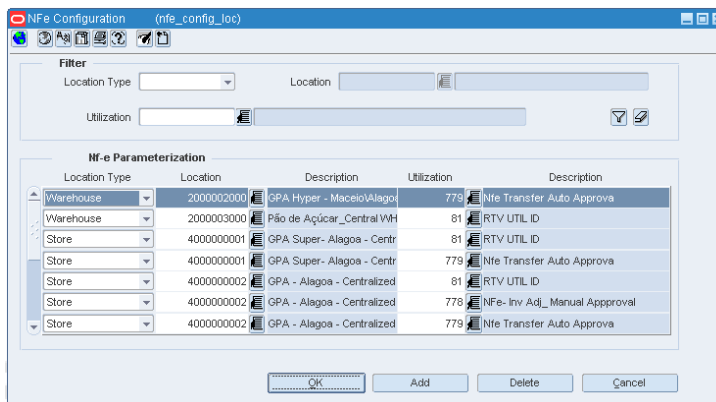 NFe Configuration (nfe_config_loc)
Filter
Location Type Location
Utilization
Nf-e Parameterization
Location Type Location Description Utilization Description
Warehouse 2000002000 GPA Hyper - Maceio\Alagoa 779 Nfe Transfer Auto Approva
Warehouse 2000003000 Pão de Açúcar_Central WH 81 RTV UTIL ID
Store 4000000001 GPA Super- Alagoa - Centr 81 RTV UTIL ID
Store 4000000001 GPA Super- Alagoa - Centr 779 Nfe Transfer Auto Approva
Store 4000000002 GPA - Alagoa - Centralized 81 RTV UTIL ID
Store 4000000002 GPA - Alagoa - Centralized 778 NFe- Inv Adj_ Manual Appproval
Store 4000000002 GPA - Alagoa - Centralized 779 Nfe Transfer Auto Approva
OK Add Delete Cancel